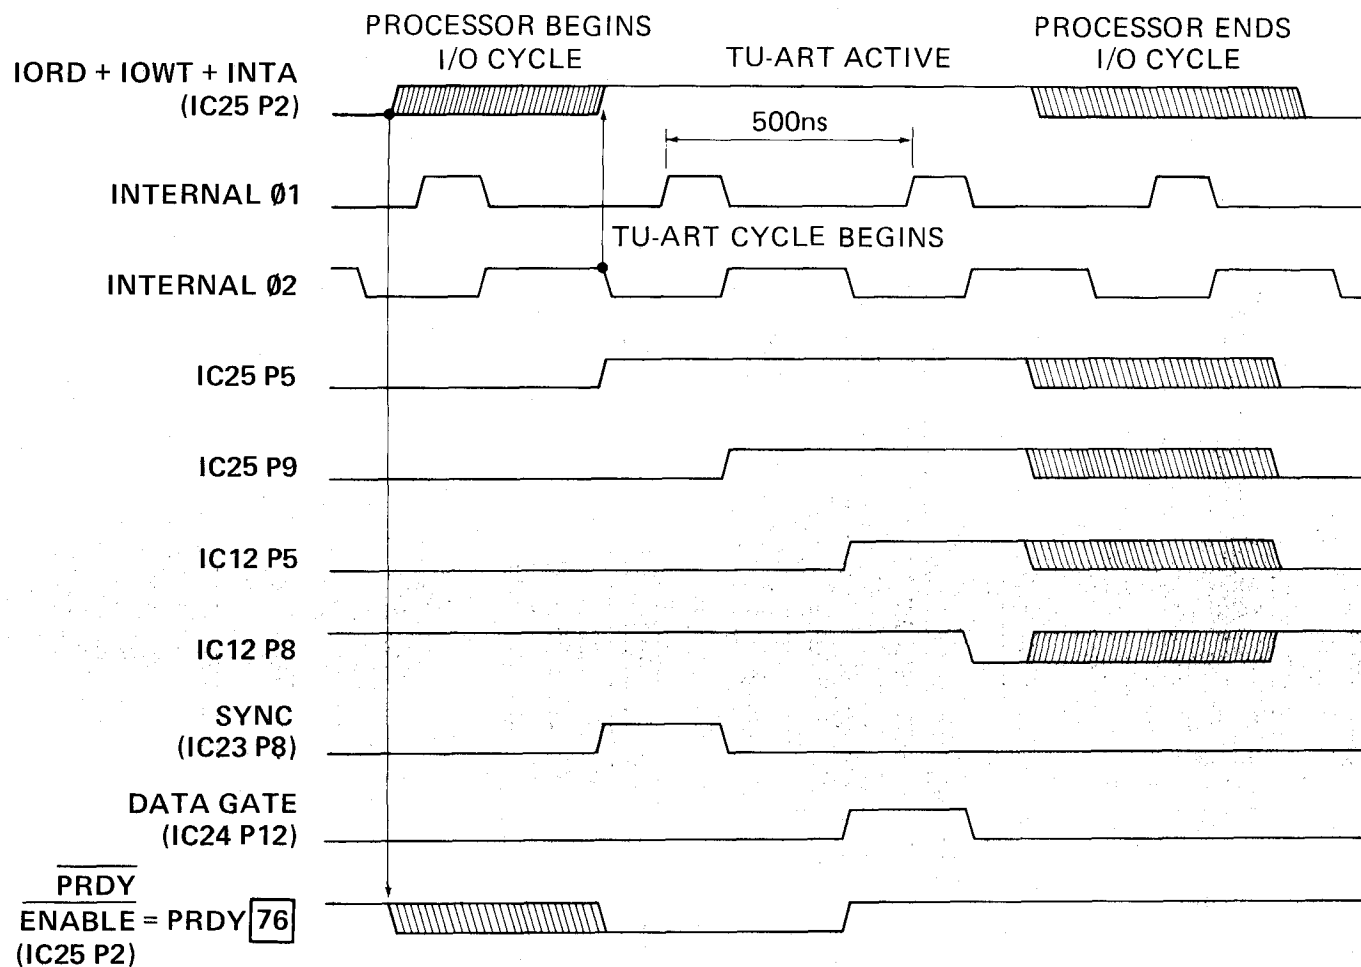 PROCESSOR BEGINS
I/O CYCLE
TU-ART ACTIVE
PROCESSOR ENDS
I/O CYCLE
IORD + IOWT + INTA
(IC25 P2)
500ns
INTERNAL Ø1
TU-ART CYCLE BEGINS
INTERNAL Ø2
IC25 P5
IC25 P9
IC12 P5
IC12 P8
SYNC
(IC23 P8)
DATA GATE
(IC24 P12)
PRDY
ENABLE = PRDY 76
(IC25 P2)